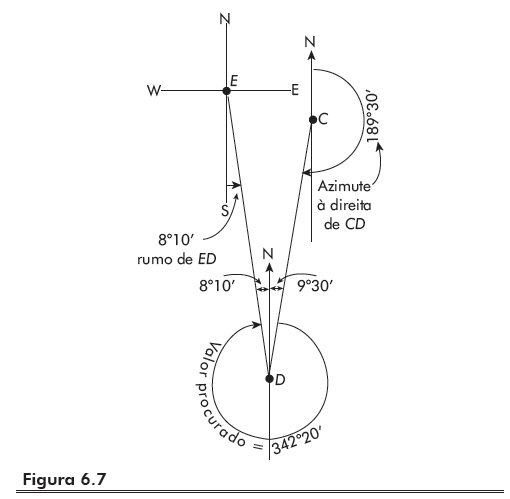 N
N
E
W
E
C
189°30'
S
Azimute
à direita
de CD
8°10'
rumo de ED
N
8°10'
9°30'
D
Valor procurado = 342°20'
Figura 6.7